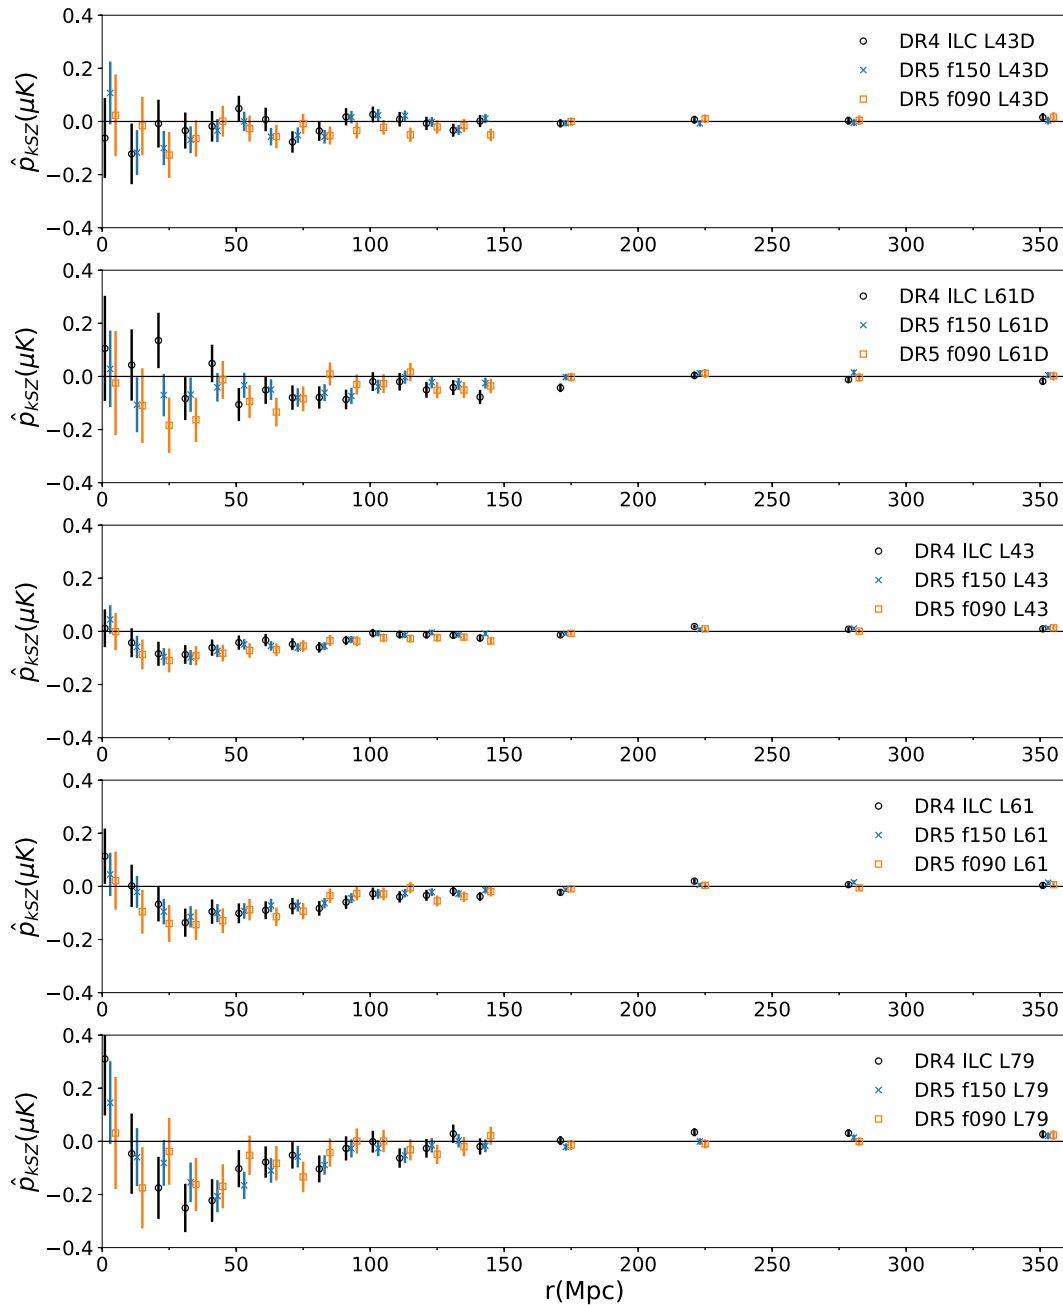 0.4
DR4 ILC L43D
0.2
DR5 f150 L43D
DR5 f090 L43D
0.0
p̂kSZ(μK)
−0.2
−0.4
0 50 100 150 200 250 300 350
0.4
DR4 ILC L61D
0.2
DR5 f150 L61D
DR5 f090 L61D
0.0
p̂kSZ(μK)
−0.2
−0.4
0 50 100 150 200 250 300 350
0.4
DR4 ILC L43
0.2
DR5 f150 L43
DR5 f090 L43
0.0
p̂kSZ(μK)
−0.2
−0.4
0 50 100 150 200 250 300 350
0.4
DR4 ILC L61
0.2
DR5 f150 L61
DR5 f090 L61
0.0
p̂kSZ(μK)
−0.2
−0.4
0 50 100 150 200 250 300 350
0.4
DR4 ILC L79
0.2
DR5 f150 L79
DR5 f090 L79
0.0
p̂kSZ(μK)
−0.2
−0.4
0 50 100 150 200 250 300 350
r(Mpc)